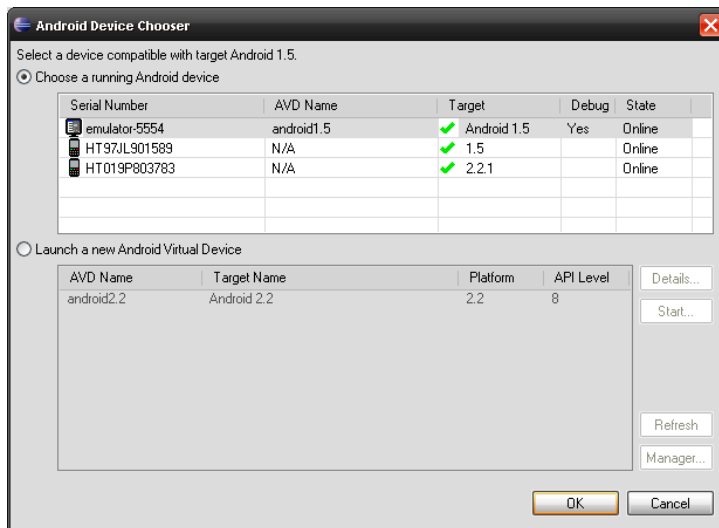 Android Device Chooser
Select a device compatible with target Android 1.5.
Choose a running Android device
Serial Number AVD Name Target Debug State
emulator-5554 android1.5 Android 1.5 Yes Online
HT97JL901589 N/A 1.5 Online
HT019P803783 N/A 2.2.1 Online
Launch a new Android Virtual Device
AVD Name Target Name Platform API Level Details...
android2.2 Android 2.2 2.2 8
Start...
Refresh
Manager...
OK Cancel